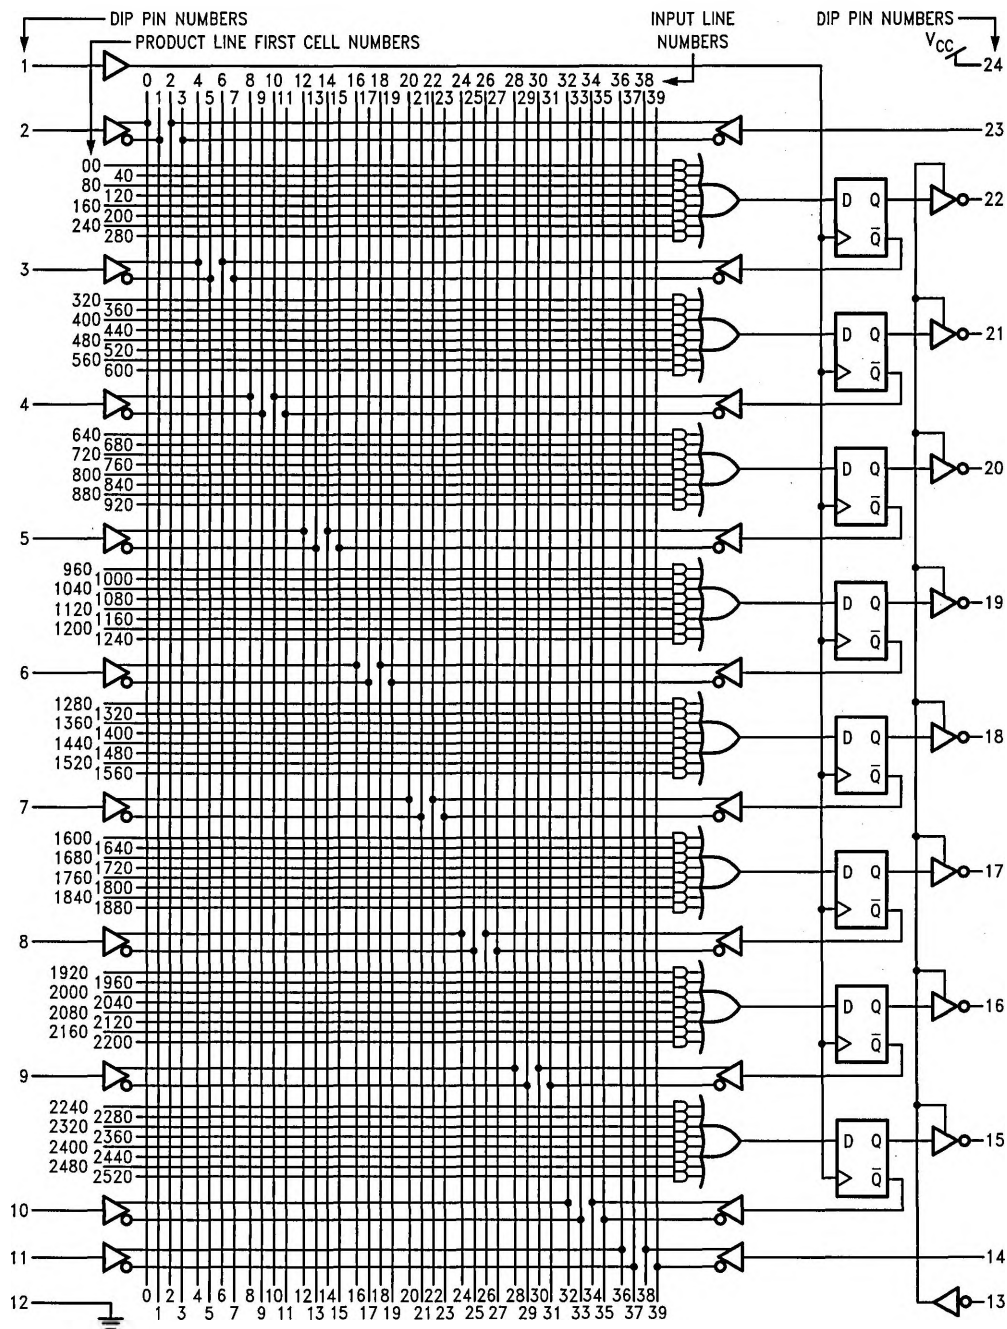 DIP PIN NUMBERS INPUT LINE DIP PIN NUMBERS
PRODUCT LINE FIRST CELL NUMBERS NUMBERS VCC
1 24
0 2 4 6 8 10 12 14 16 18 20 22 24 26 28 30 32 34 36 38
1 3 5 7 9 11 13 15 17 19 21 23 25 27 29 31 33 35 37 39
2 23
00
40
80
120 D Q 22
160
200
240 Q̅
280
3
320
360
400
440 D Q 21
480
520
560 Q̅
600
4
640
680
720
760 D Q 20
800
840
880 Q̅
920
5
960
1000
1040
1080 D Q 19
1120
1160
1200 Q̅
1240
6
1280
1320
1360
1400 D Q 18
1440
1480
1520 Q̅
1560
7
1600
1640
1680
1720 D Q 17
1760
1800
1840 Q̅
1880
8
1920
1960
2000
2040 D Q 16
2080
2120
2160 Q̅
2200
9
2240
2280
2320
2360 D Q 15
2400
2440
2480 Q̅
2520
10
11 14
12 0 2 4 6 8 10 12 14 16 18 20 22 24 26 28 30 32 34 36 38 13
1 3 5 7 9 11 13 15 17 19 21 23 25 27 29 31 33 35 37 39